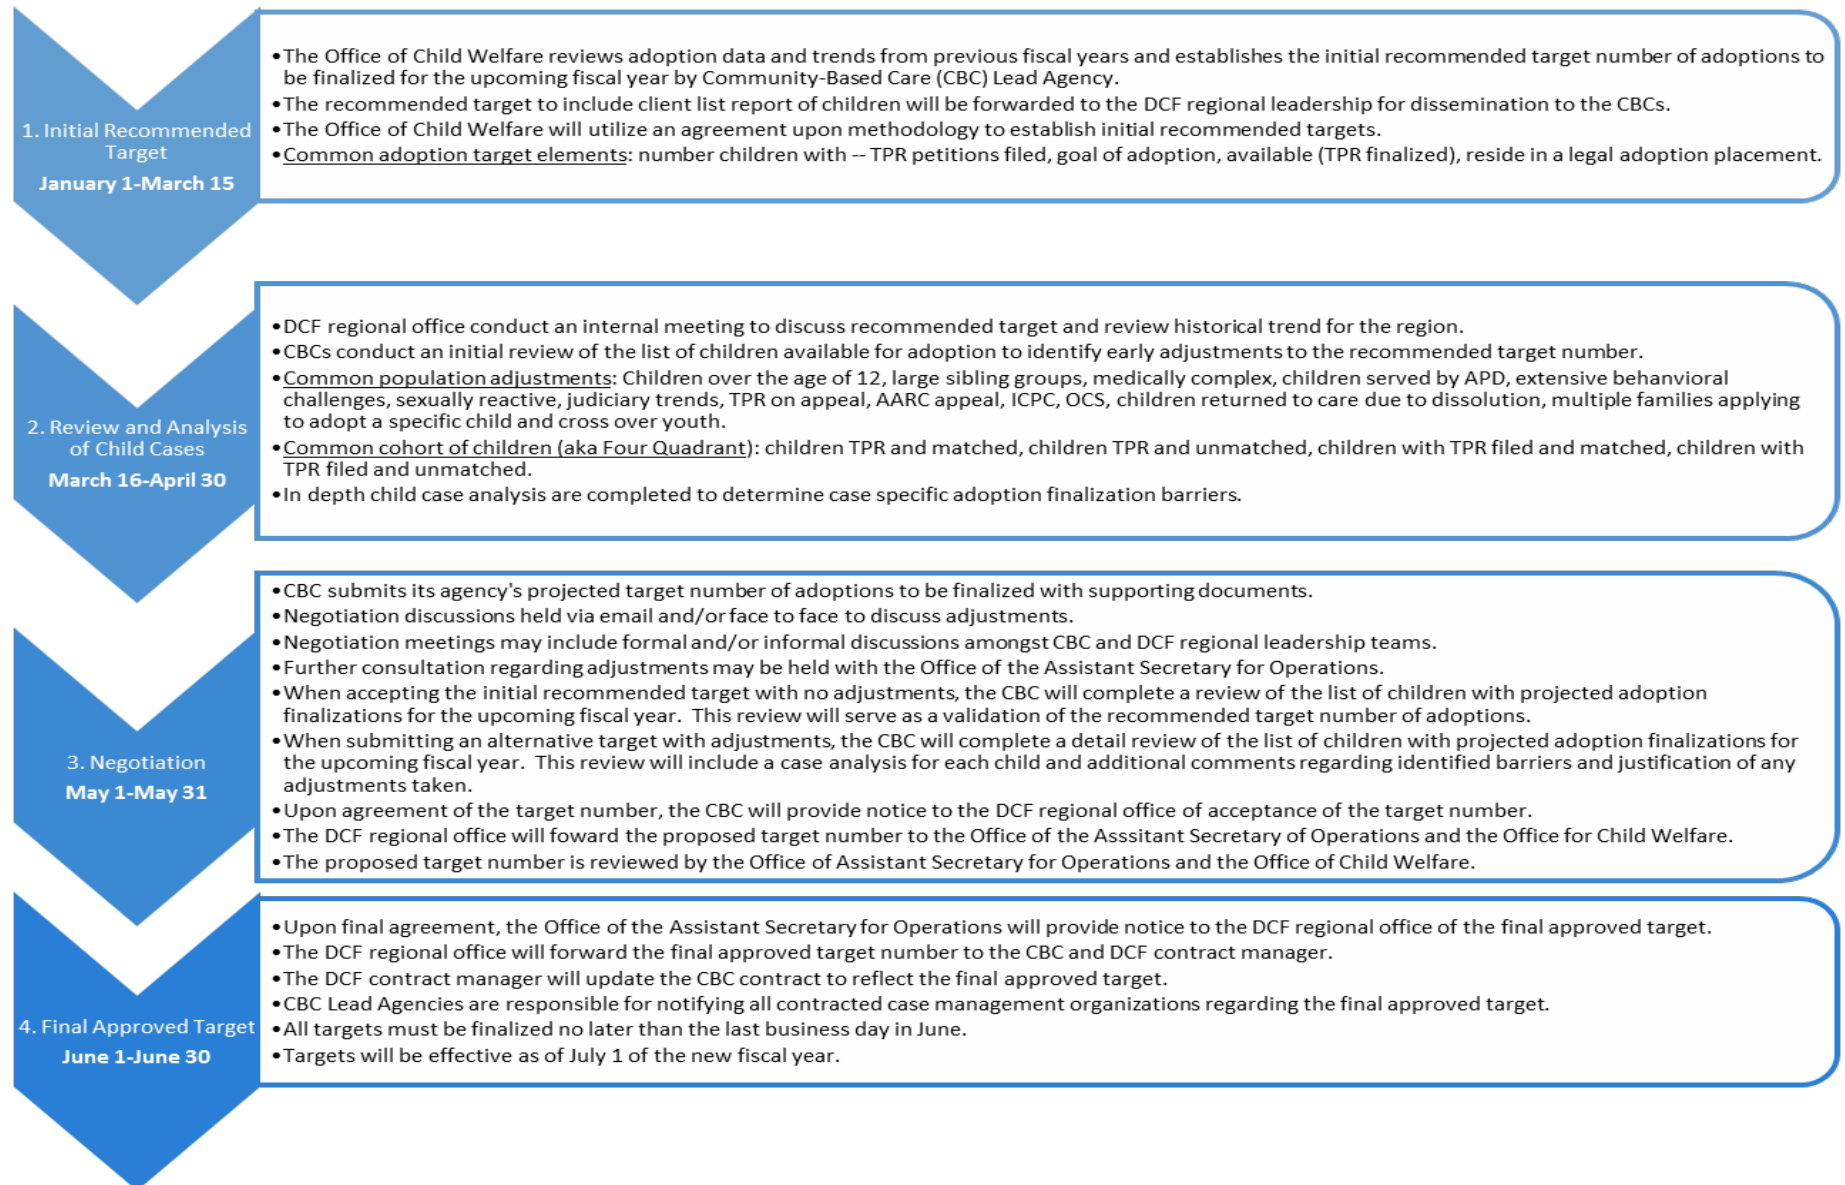 1. Initial Recommended
Target
January 1-March 15
•The Office of Child Welfare reviews adoption data and trends from previous fiscal years and establishes the initial recommended target number of adoptions to
be finalized for the upcoming fiscal year by Community-Based Care (CBC) Lead Agency.
•The recommended target to include client list report of children will be forwarded to the DCF regional leadership for dissemination to the CBCs.
•The Office of Child Welfare will utilize an agreement upon methodology to establish initial recommended targets.
•Common adoption target elements: number children with -- TPR petitions filed, goal of adoption, available (TPR finalized), reside in a legal adoption placement.
2. Review and Analysis
of Child Cases
March 16-April 30
•DCF regional office conduct an internal meeting to discuss recommended target and review historical trend for the region.
•CBCs conduct an initial review of the list of children available for adoption to identify early adjustments to the recommended target number.
•Common population adjustments: Children over the age of 12, large sibling groups, medically complex, children served by APD, extensive behanvioral
challenges, sexually reactive, judiciary trends, TPR on appeal, AARC appeal, ICPC, OCS, children returned to care due to dissolution, multiple families applying
to adopt a specific child and cross over youth.
•Common cohort of children (aka Four Quadrant): children TPR and matched, children TPR and unmatched, children with TPR filed and matched, children with
TPR filed and unmatched.
•In depth child case analysis are completed to determine case specific adoption finalization barriers.
3. Negotiation
May 1-May 31
•CBC submits its agency's projected target number of adoptions to be finalized with supporting documents.
•Negotiation discussions held via email and/or face to face to discuss adjustments.
•Negotiation meetings may include formal and/or informal discussions amongst CBC and DCF regional leadership teams.
•Further consultation regarding adjustments may be held with the Office of the Assistant Secretary for Operations.
•When accepting the initial recommended target with no adjustments, the CBC will complete a review of the list of children with projected adoption
finalizations for the upcoming fiscal year.  This review will serve as a validation of the recommended target number of adoptions.
•When submitting an alternative target with adjustments, the CBC will complete a detail review of the list of children with projected adoption finalizations for
the upcoming fiscal year.  This review will include a case analysis for each child and additional comments regarding identified barriers and justification of any
adjustments taken.
•Upon agreement of the target number, the CBC will provide notice to the DCF regional office of acceptance of the target number.
•The DCF regional office will foward the proposed target number to the Office of the Asssitant Secretary of Operations and the Office for Child Welfare.
•The proposed target number is reviewed by the Office of Assistant Secretary for Operations and the Office of Child Welfare.
4. Final Approved Target
June 1-June 30
•Upon final agreement, the Office of the Assistant Secretary for Operations will provide notice to the DCF regional office of the final approved target.
•The DCF regional office will forward the final approved target number to the CBC and DCF contract manager.
•The DCF contract manager will update the CBC contract to reflect the final approved target.
•CBC Lead Agencies are responsible for notifying all contracted case management organizations regarding the final approved target.
•All targets must be finalized no later than the last business day in June.
•Targets will be effective as of July 1 of the new fiscal year.